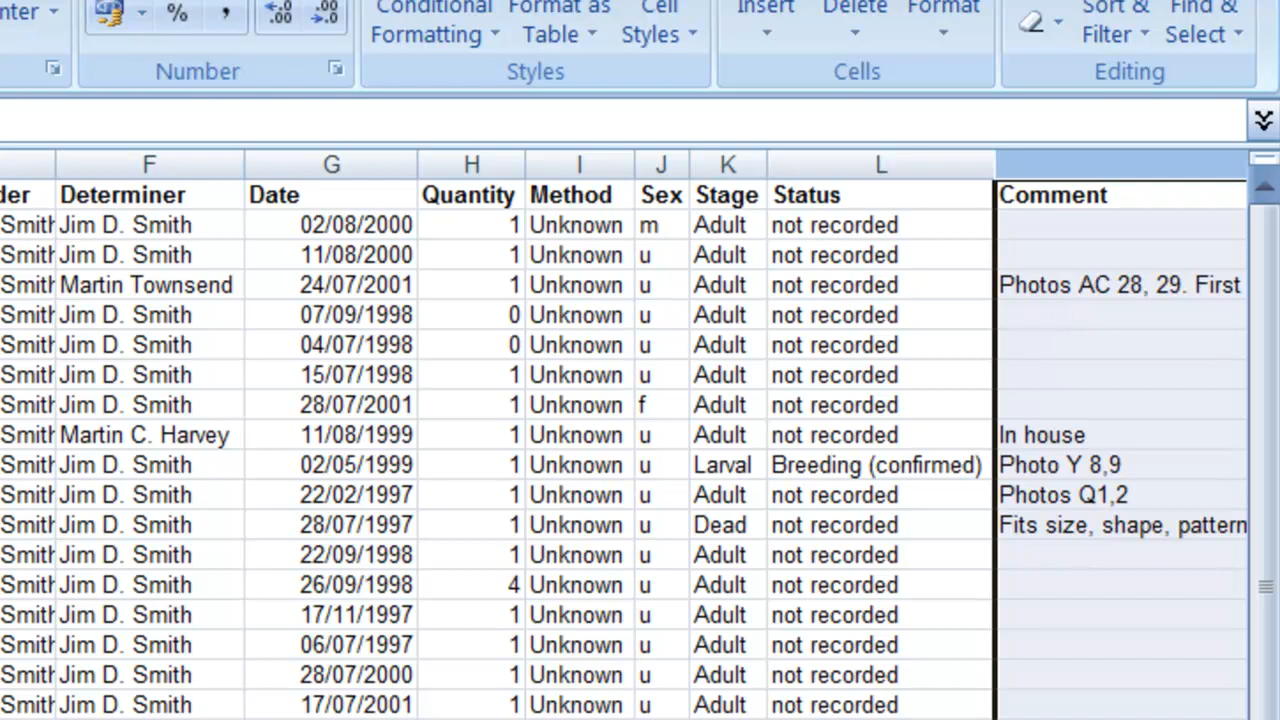 nter % , Conditional Format as Cell Insert Delete Format Sort & Find &
Formatting Table Styles Filter Select
Number Styles Cells Editing
F G H I J K L
der Determiner Date Quantity Method Sex Stage Status Comment
Smith Jim D. Smith 02/08/2000 1 Unknown m Adult not recorded
Smith Jim D. Smith 11/08/2000 1 Unknown u Adult not recorded
Smith Martin Townsend 24/07/2001 1 Unknown u Adult not recorded Photos AC 28, 29. First
Smith Jim D. Smith 07/09/1998 0 Unknown u Adult not recorded
Smith Jim D. Smith 04/07/1998 0 Unknown u Adult not recorded
Smith Jim D. Smith 15/07/1998 1 Unknown u Adult not recorded
Smith Jim D. Smith 28/07/2001 1 Unknown f Adult not recorded
Smith Martin C. Harvey 11/08/1999 1 Unknown u Adult not recorded In house
Smith Jim D. Smith 02/05/1999 1 Unknown u Larval Breeding (confirmed) Photo Y 8,9
Smith Jim D. Smith 22/02/1997 1 Unknown u Adult not recorded Photos Q1,2
Smith Jim D. Smith 28/07/1997 1 Unknown u Dead not recorded Fits size, shape, pattern
Smith Jim D. Smith 22/09/1998 1 Unknown u Adult not recorded
Smith Jim D. Smith 26/09/1998 4 Unknown u Adult not recorded
Smith Jim D. Smith 17/11/1997 1 Unknown u Adult not recorded
Smith Jim D. Smith 06/07/1997 1 Unknown u Adult not recorded
Smith Jim D. Smith 28/07/2000 1 Unknown u Adult not recorded
Smith Jim D. Smith 17/07/2001 1 Unknown u Adult not recorded